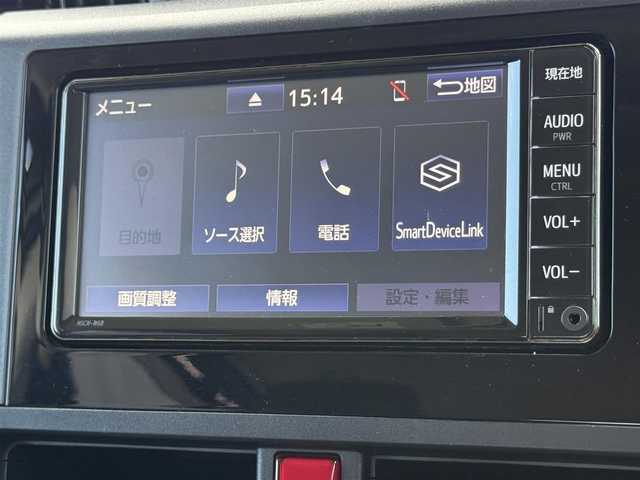 メニュー
15:14
地図
目的地
ソース選択
電話
SmartDeviceLink
画質調整
情報
設定・編集
NSCN-W68
現在地
AUDIO
PWR
MENU
CTRL
VOL+
VOL−